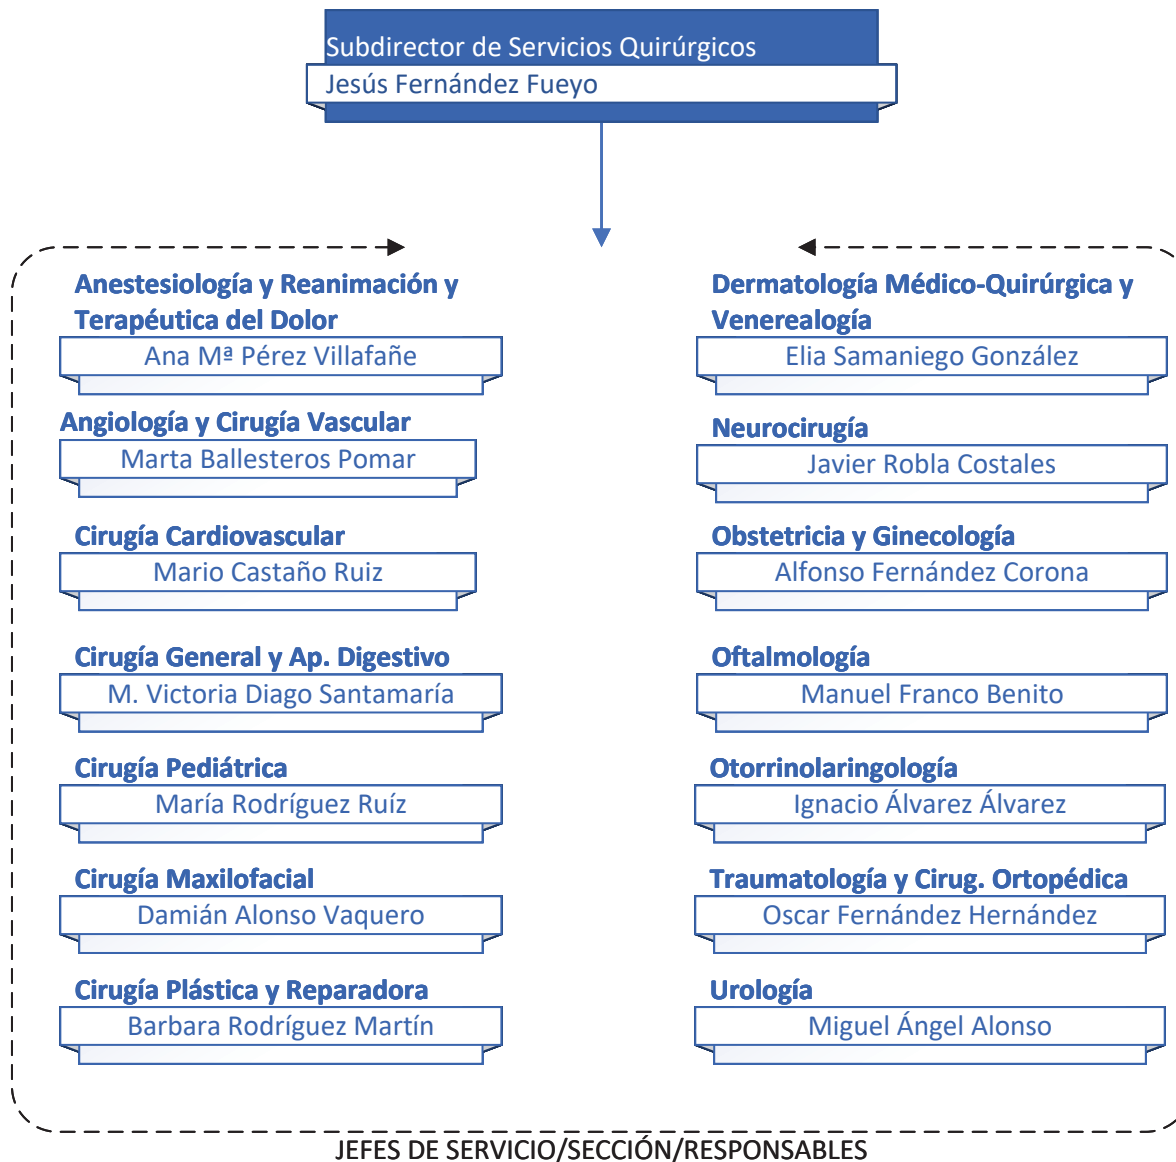 Subdirector de Servicios Quirúrgicos
Jesús Fernández Fueyo
Anestesiología y Reanimación y
Terapéutica del Dolor
Ana Mª Pérez Villafañe
Angiología y Cirugía Vascular
Marta Ballesteros Pomar
Cirugía Cardiovascular
Mario Castaño Ruiz
Cirugía General y Ap. Digestivo
M. Victoria Diago Santamaría
Cirugía Pediátrica
María Rodríguez Ruíz
Cirugía Maxilofacial
Damián Alonso Vaquero
Cirugía Plástica y Reparadora
Barbara Rodríguez Martín
Dermatología Médico-Quirúrgica y
Venerealogía
Elia Samaniego González
Neurocirugía
Javier Robla Costales
Obstetricia y Ginecología
Alfonso Fernández Corona
Oftalmología
Manuel Franco Benito
Otorrinolaringología
Ignacio Álvarez Álvarez
Traumatología y Cirug. Ortopédica
Oscar Fernández Hernández
Urología
Miguel Ángel Alonso
JEFES DE SERVICIO/SECCIÓN/RESPONSABLES